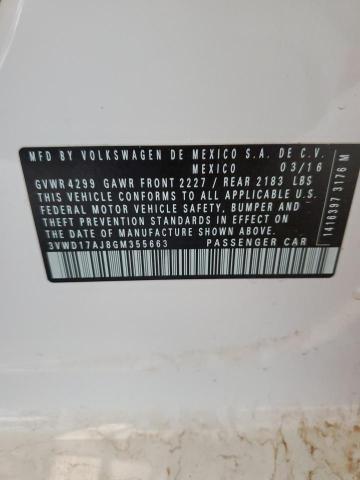 MFD BY VOLKSWAGEN DE MEXICO S.A. DE C.V.
MEXICO 03/16
GVWR 4299 GAWR FRONT 2227 / REAR 2183 LBS
THIS VEHICLE CONFORMS TO ALL APPLICABLE U.S.
FEDERAL MOTOR VEHICLE SAFETY, BUMPER, AND
THEFT PREVENTION STANDARDS IN EFFECT ON THE
DATE OF MANUFACTURE SHOWN ABOVE.
3VWD17AJ8GM355663 PASSENGER CAR
1416397 3176 M